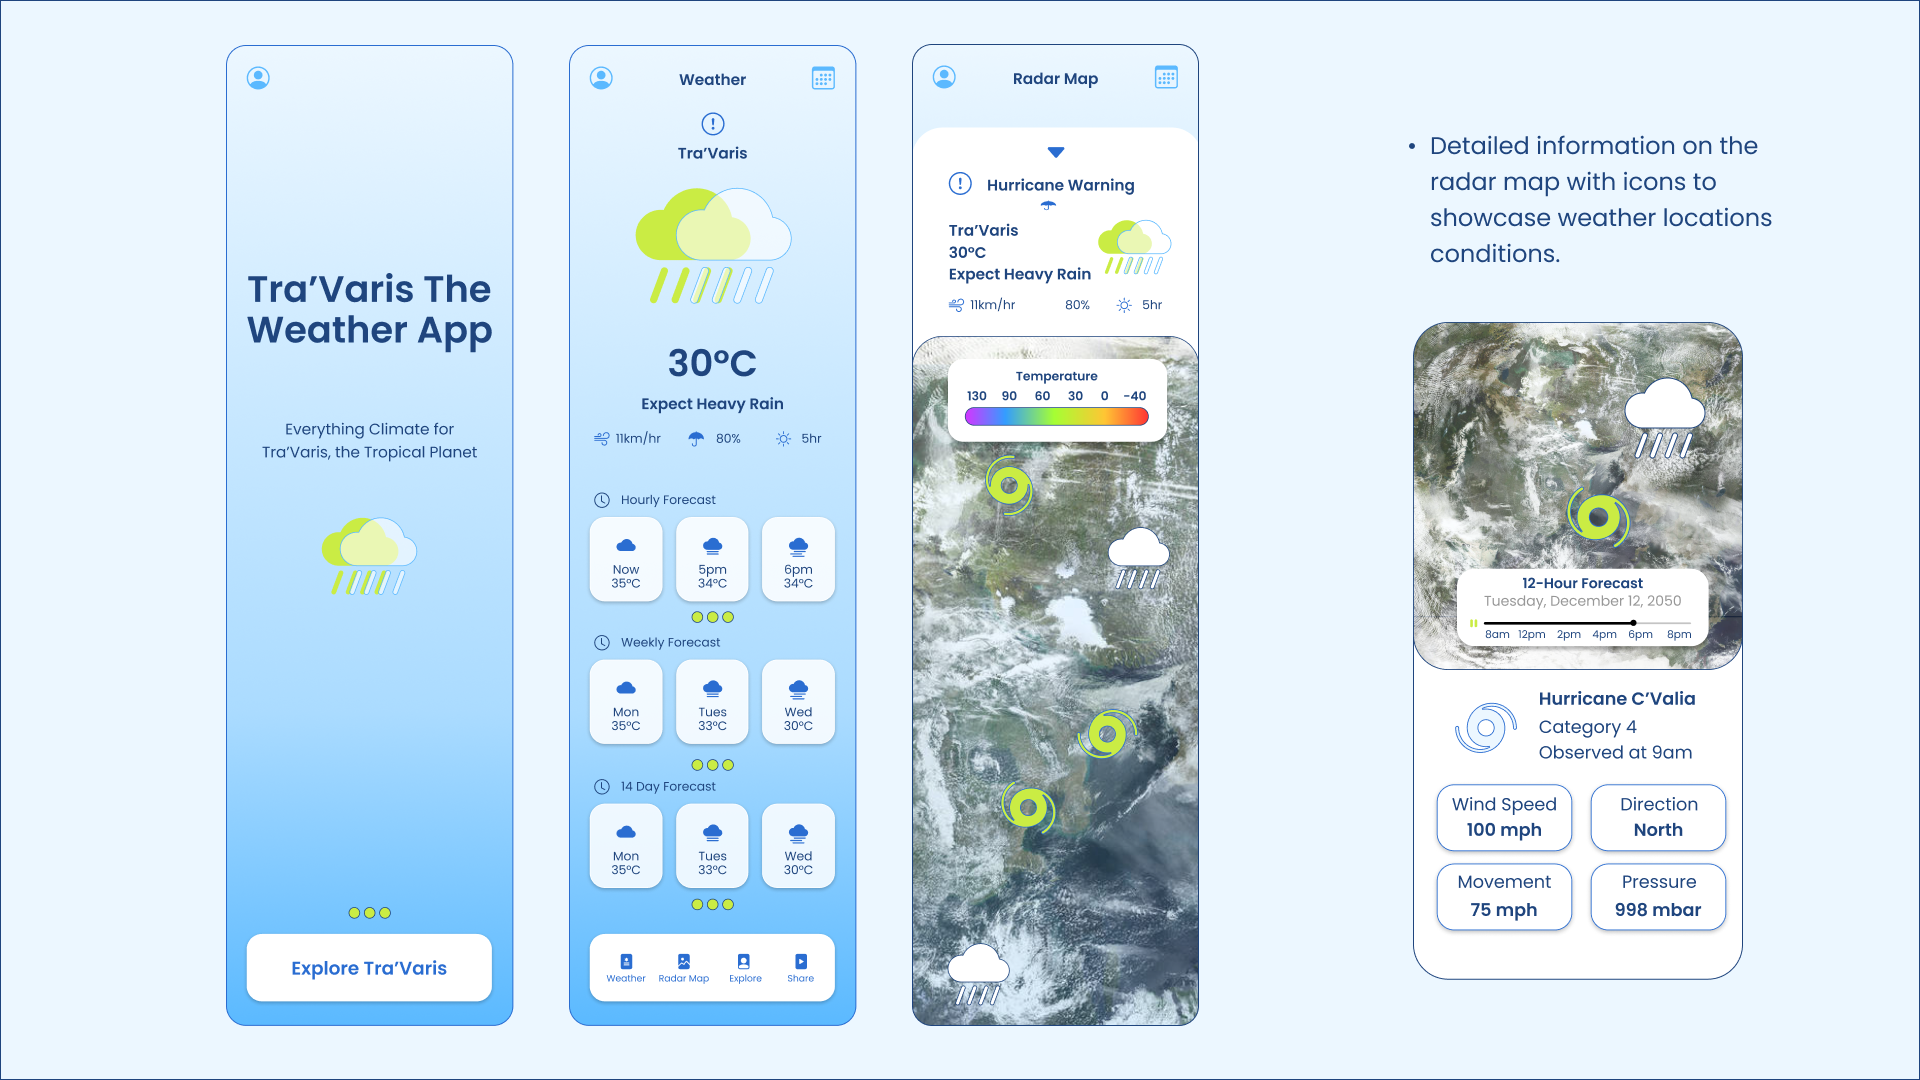 Tra’Varis The
Weather App
Everything Climate for
Tra’Varis, the Tropical Planet
Explore Tra’Varis
Weather
Tra’Varis
30°C
Expect Heavy Rain
11km/hr 80% 5hr
Hourly Forecast
Now 5pm 6pm
35°C 34°C 34°C
Weekly Forecast
Mon Tues Wed
35°C 33°C 30°C
14 Day Forecast
Mon Tues Wed
35°C 33°C 30°C
Weather Radar Map Explore Share
Radar Map
Hurricane Warning
Tra’Varis
30°C
Expect Heavy Rain
11km/hr 80% 5hr
Temperature
130 90 60 30 0 -40
• Detailed information on the
radar map with icons to
showcase weather locations
conditions.
12-Hour Forecast
Tuesday, December 12, 2050
8am 12pm 2pm 4pm 6pm 8pm
Hurricane C’Valia
Category 4
Observed at 9am
Wind Speed
100 mph
Direction
North
Movement
75 mph
Pressure
998 mbar